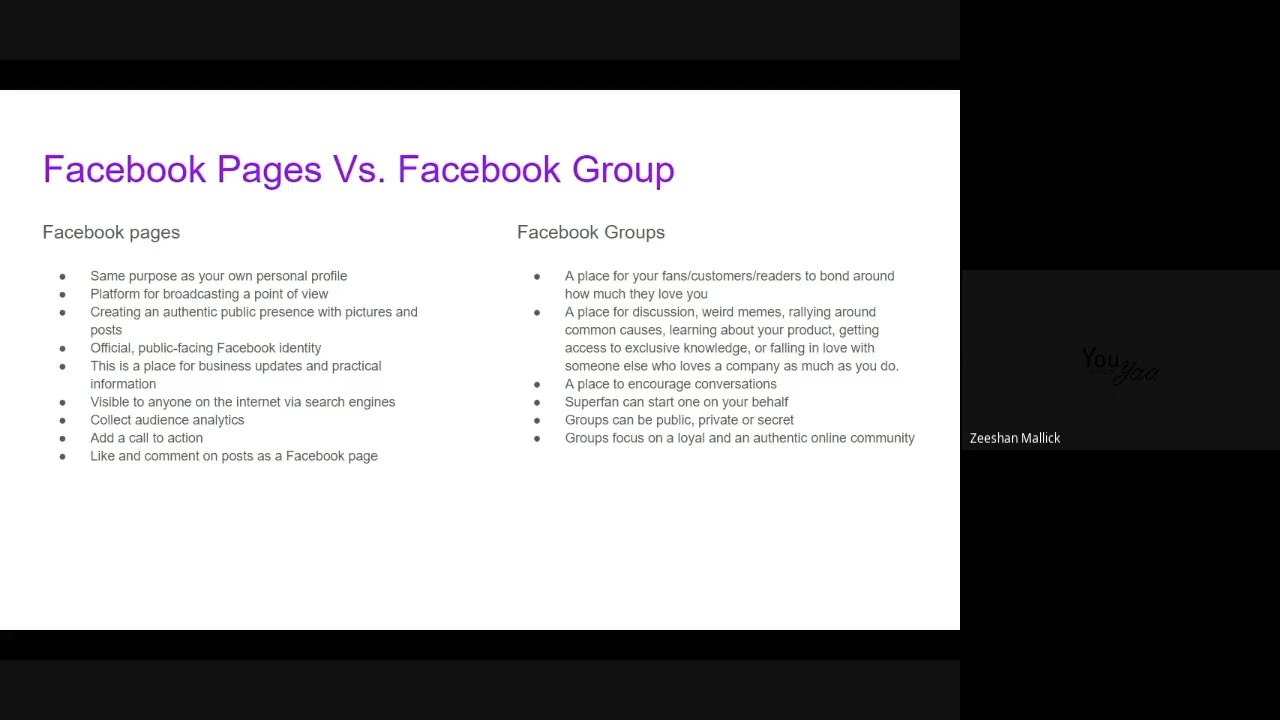 Facebook Pages Vs. Facebook Group
Facebook pages
● Same purpose as your own personal profile
● Platform for broadcasting a point of view
● Creating an authentic public presence with pictures and
posts
● Official, public-facing Facebook identity
● This is a place for business updates and practical
information
● Visible to anyone on the internet via search engines
● Collect audience analytics
● Add a call to action
● Like and comment on posts as a Facebook page
Facebook Groups
● A place for your fans/customers/readers to bond around
how much they love you
● A place for discussion, weird memes, rallying around
common causes, learning about your product, getting
access to exclusive knowledge, or falling in love with
someone else who loves a company as much as you do.
● A place to encourage conversations
● Superfan can start one on your behalf
● Groups can be public, private or secret
● Groups focus on a loyal and an authentic online community
You
Yaa
Zeeshan Mallick